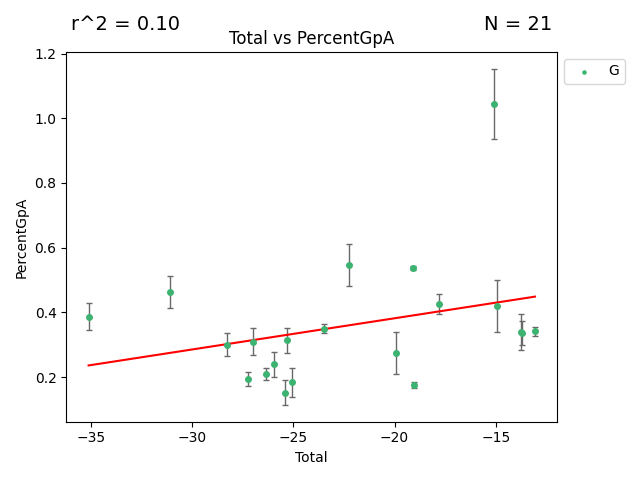 r^2 = 0.10
N = 21
Total vs PercentGpA
G
1.2
1.0
0.8
0.6
0.4
0.2
PercentGpA
−35
−30
−25
−20
−15
Total